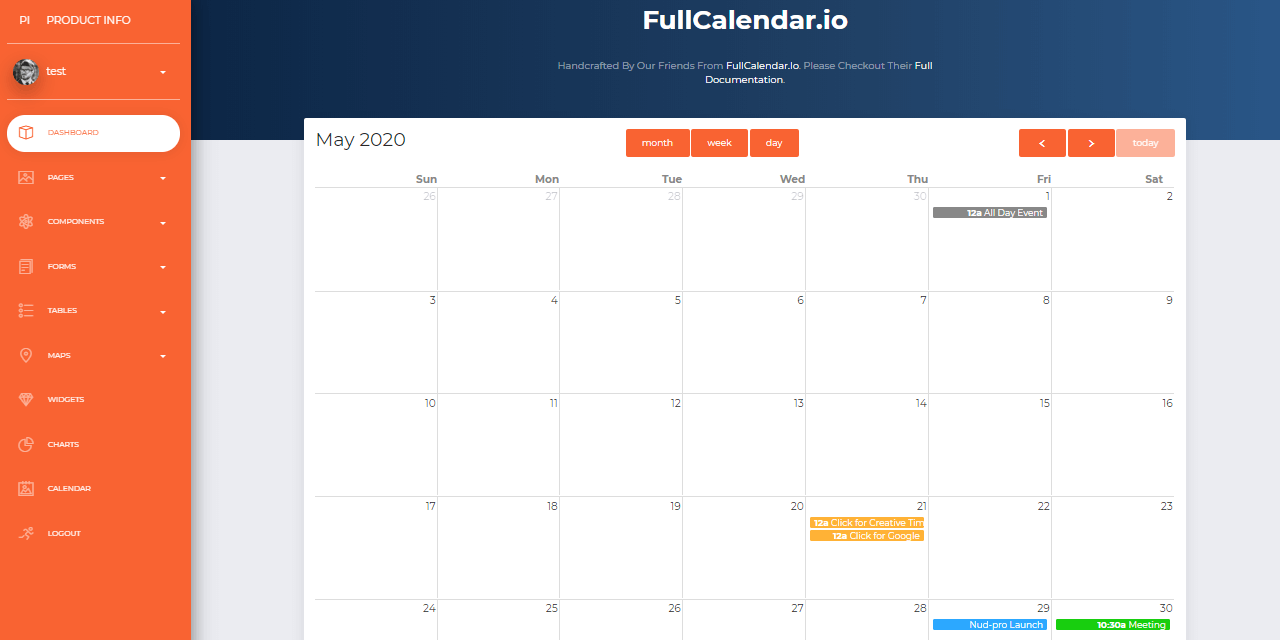 PI PRODUCT INFO
test
DASHBOARD
PAGES
COMPONENTS
FORMS
TABLES
MAPS
WIDGETS
CHARTS
CALENDAR
LOGOUT
FullCalendar.io
Handcrafted By Our Friends From FullCalendar.Io. Please Checkout Their Full
Documentation.
May 2020
month week day
< > today
Sun Mon Tue Wed Thu Fri Sat
26 27 28 29 30 1 2
12a All Day Event
3 4 5 6 7 8 9
10 11 12 13 14 15 16
17 18 19 20 21 22 23
12a Click for Creative Tim
12a Click for Google
24 25 26 27 28 29 30
Nud-pro Launch 10:30a Meeting